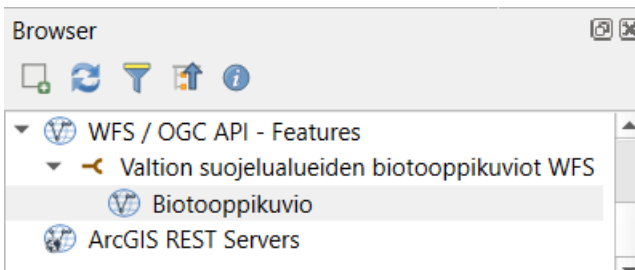 Browser
WFS / OGC API - Features
Valtion suojelualueiden biotooppikuviot WFS
Biotooppikuvio
ArcGIS REST Servers